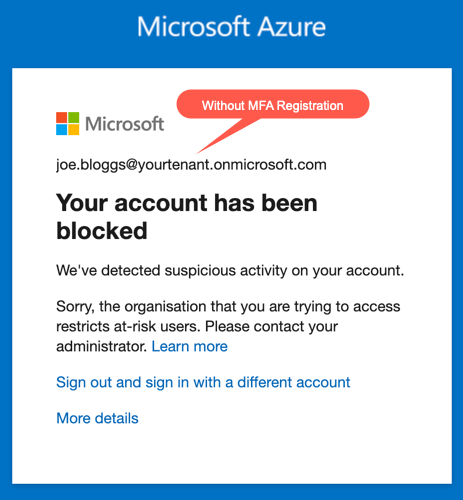 Microsoft Azure
Without MFA Registration
Microsoft
joe.bloggs@yourtenant.onmicrosoft.com
Your account has been
blocked
We've detected suspicious activity on your account.
Sorry, the organisation that you are trying to access
restricts at-risk users. Please contact your
administrator. Learn more
Sign out and sign in with a different account
More details